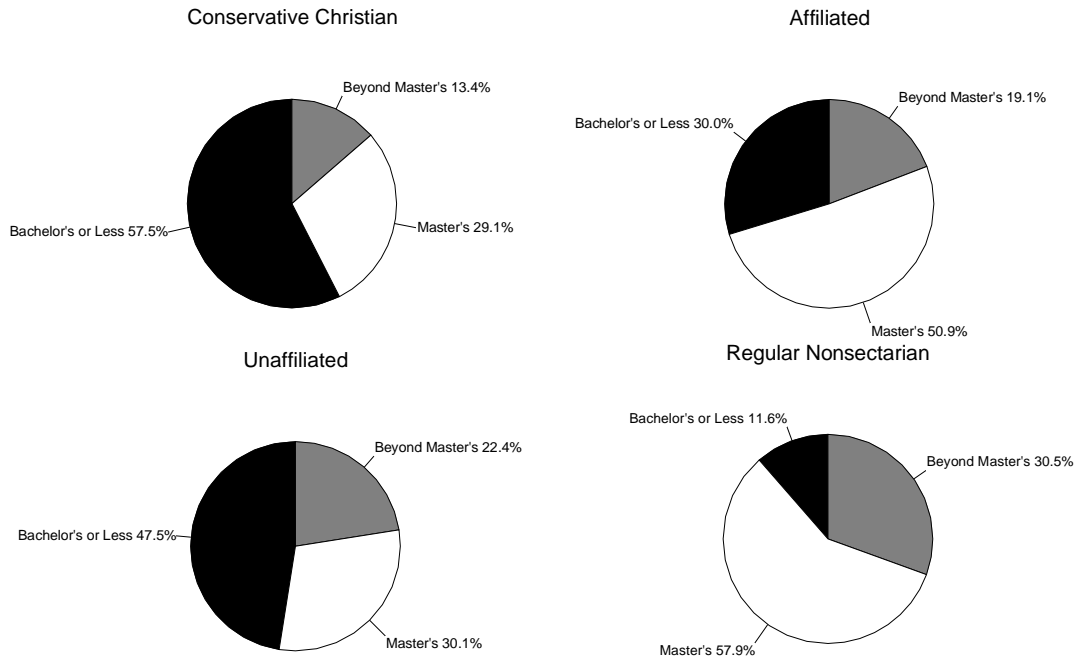 Conservative Christian
Beyond Master's 13.4%
Bachelor's or Less 57.5%
Master's 29.1%
Affiliated
Beyond Master's 19.1%
Bachelor's or Less 30.0%
Master's 50.9%
Unaffiliated
Beyond Master's 22.4%
Bachelor's or Less 47.5%
Master's 30.1%
Regular Nonsectarian
Bachelor's or Less 11.6%
Beyond Master's 30.5%
Master's 57.9%